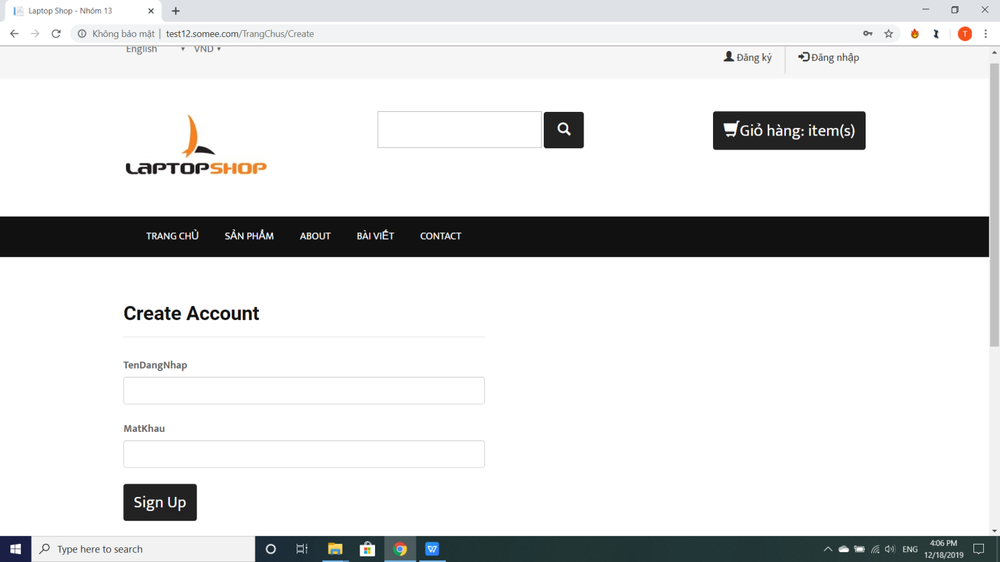 Laptop Shop - Nhóm 13
Không bảo mật | test12.somee.com/TrangChus/Create
T
English VND
Đăng ký Đăng nhập
LAPTOPSHOP
Giỏ hàng: item(s)
TRANG CHỦ SẢN PHẨM ABOUT BÀI VIẾT CONTACT
Create Account
TenDangNhap
MatKhau
Sign Up
Type here to search
W
ENG
4:06 PM
12/18/2019